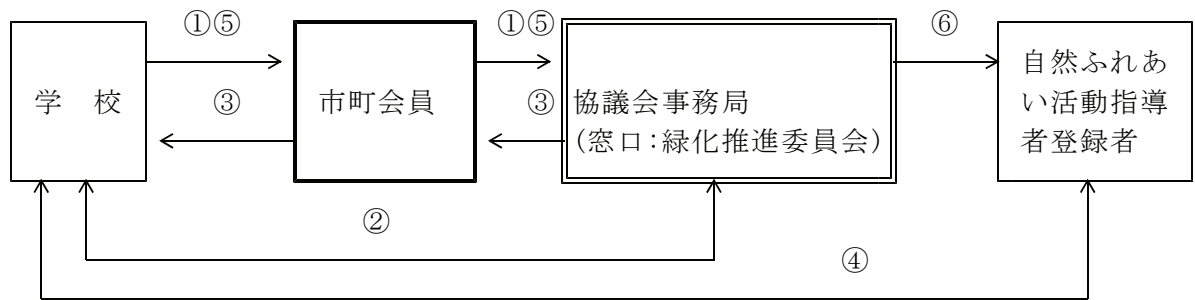 ①⑤
①⑤
⑥
学　校
市町会員
協議会事務局
(窓口:緑化推進委員会)
自然ふれあ
い活動指導
者登録者
③
③
②
④